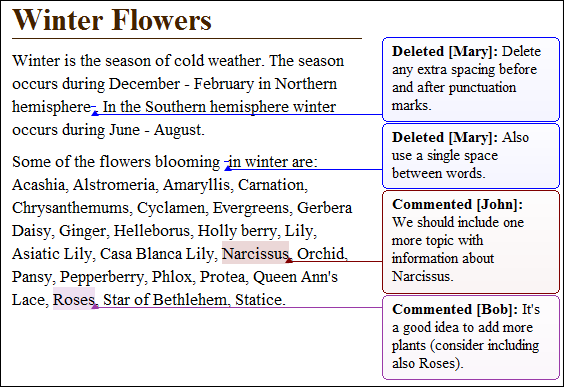 Winter Flowers
Winter is the season of cold weather. The season
occurs during December - February in Northern
hemisphere. In the Southern hemisphere winter
occurs during June - August.
Some of the flowers blooming in winter are:
Acashia, Alstromeria, Amaryllis, Carnation,
Chrysanthemums, Cyclamen, Evergreens, Gerbera
Daisy, Ginger, Helleborus, Holly berry, Lily,
Asiatic Lily, Casa Blanca Lily, Narcissus, Orchid,
Pansy, Pepperberry, Phlox, Protea, Queen Ann's
Lace, Roses, Star of Bethlehem, Statice.
Deleted [Mary]: Delete
any extra spacing before
and after punctuation
marks.
Deleted [Mary]: Also
use a single space
between words.
Commented [John]:
We should include one
more topic with
information about
Narcissus.
Commented [Bob]: It's
a good idea to add more
plants (consider including
also Roses).